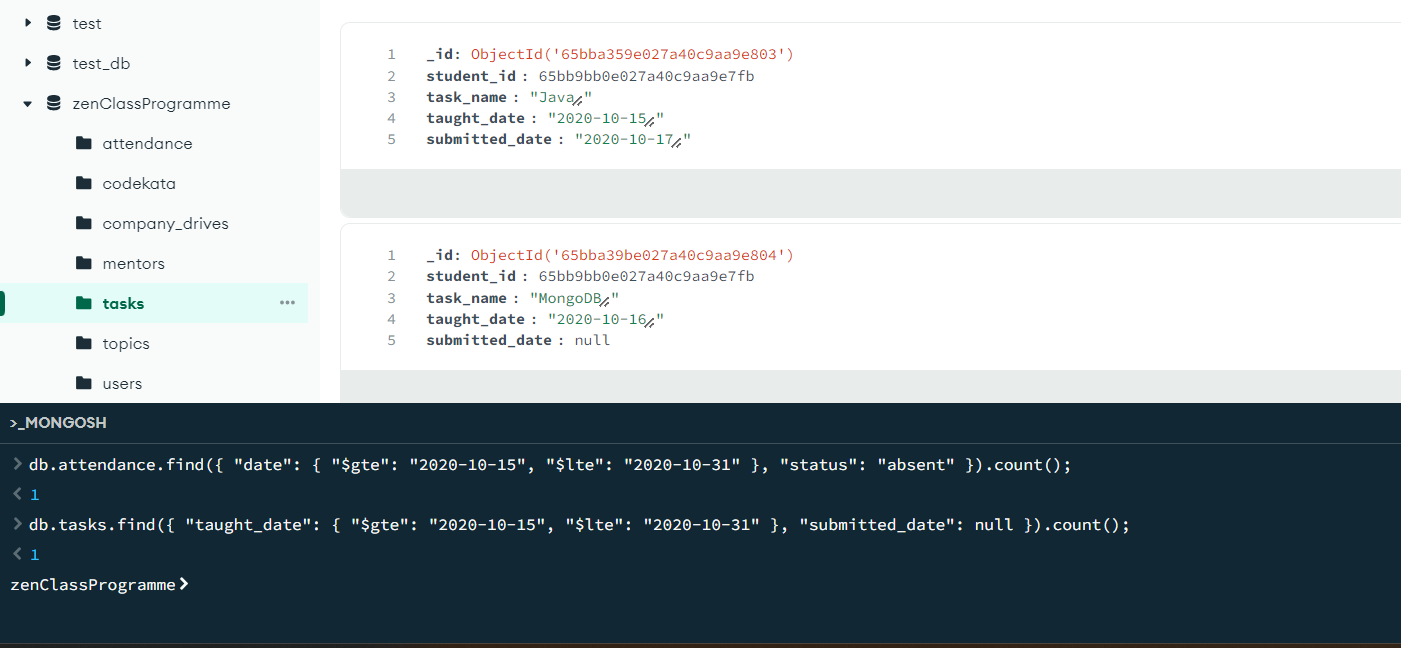 test
test_db
zenClassProgramme
attendance
codekata
company_drives
mentors
tasks
topics
users
1 _id: ObjectId('65bba359e027a40c9aa9e803')
2 student_id : 65bb9bb0e027a40c9aa9e7fb
3 task_name : "Java"
4 taught_date : "2020-10-15"
5 submitted_date : "2020-10-17"
1 _id: ObjectId('65bba39be027a40c9aa9e804')
2 student_id : 65bb9bb0e027a40c9aa9e7fb
3 task_name : "MongoDB"
4 taught_date : "2020-10-16"
5 submitted_date : null
>_MONGOSH
> db.attendance.find({ "date": { "$gte": "2020-10-15", "$lte": "2020-10-31" }, "status": "absent" }).count();
< 1
> db.tasks.find({ "taught_date": { "$gte": "2020-10-15", "$lte": "2020-10-31" }, "submitted_date": null }).count();
< 1
zenClassProgramme>